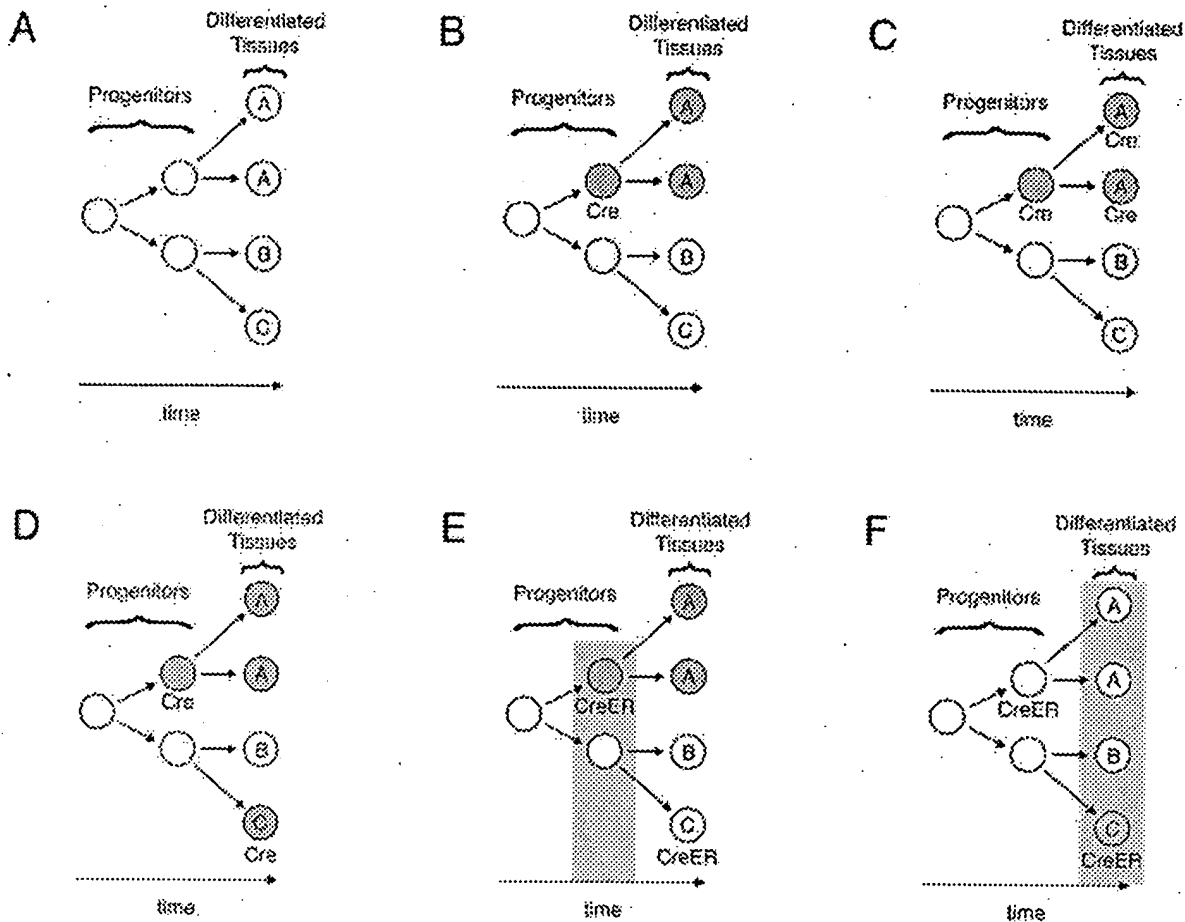 A
Differentiated
Tissues
Progenitors
A
A
B
C
time
B
Differentiated
Tissues
Progenitors
A
A
Cre
B
C
time
C
Differentiated
Tissues
Progenitors
A
Cre
A
Cre
Cre
B
C
time
D
Differentiated
Tissues
Progenitors
A
A
Cre
B
C
Cre
time
E
Differentiated
Tissues
Progenitors
A
A
CreER
B
C
CreER
time
F
Differentiated
Tissues
Progenitors
A
A
CreER
B
C
CreER
time